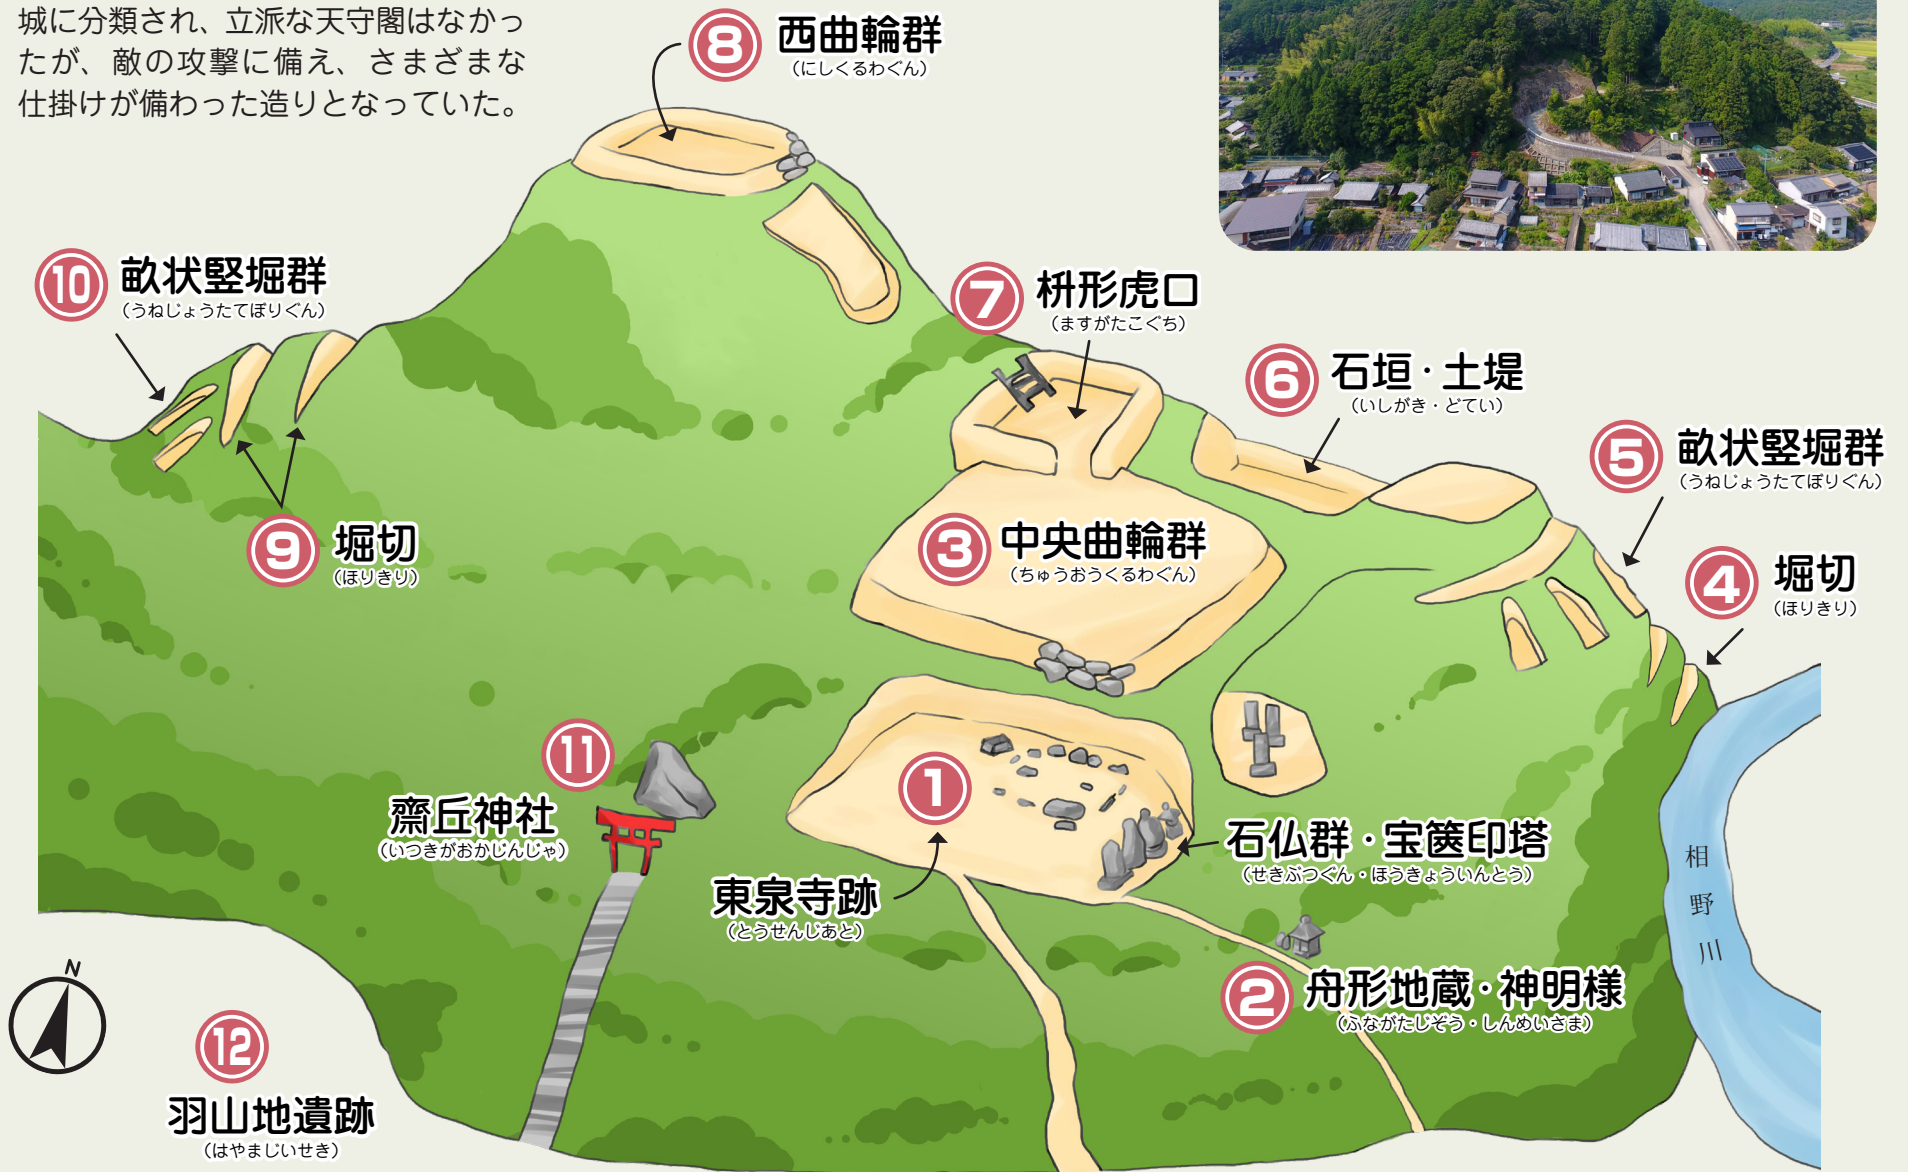 城に分類され、立派な天守閣はなかっ
たが、敵の攻撃に備え、さまざまな
仕掛けが備わった造りとなっていた。
8 西曲輪群
（にしくるわぐん）
10 畝状竪堀群
（うねじょうたてぼりぐん）
7 枡形虎口
（ますがたこぐち）
6 石垣・土堤
（いしがき・どてい）
5 畝状竪堀群
（うねじょうたてぼりぐん）
9 堀切
（ほりきり）
3 中央曲輪群
（ちゅうおうくるわぐん）
4 堀切
（ほりきり）
11
齋丘神社
（いつきがおかじんじゃ）
1
東泉寺跡
（とうせんじあと）
石仏群・宝篋印塔
（せきぶつぐん・ほうきょういんとう）
相野川
2 舟形地蔵・神明様
（ふながたじぞう・しんめいさま）
N
12
羽山地遺跡
（はやまじいせき）